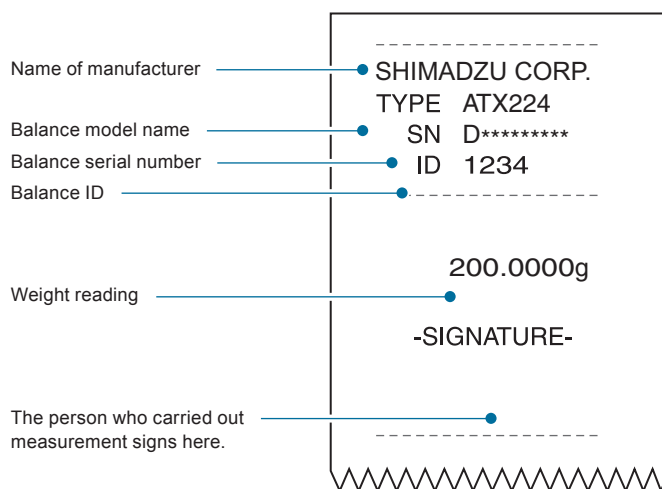 Name of manufacturer
SHIMADZU CORP.
TYPE ATX224
Balance model name
SN D*********
Balance serial number
ID 1234
Balance ID
200.0000g
Weight reading
-SIGNATURE-
The person who carried out
measurement signs here.